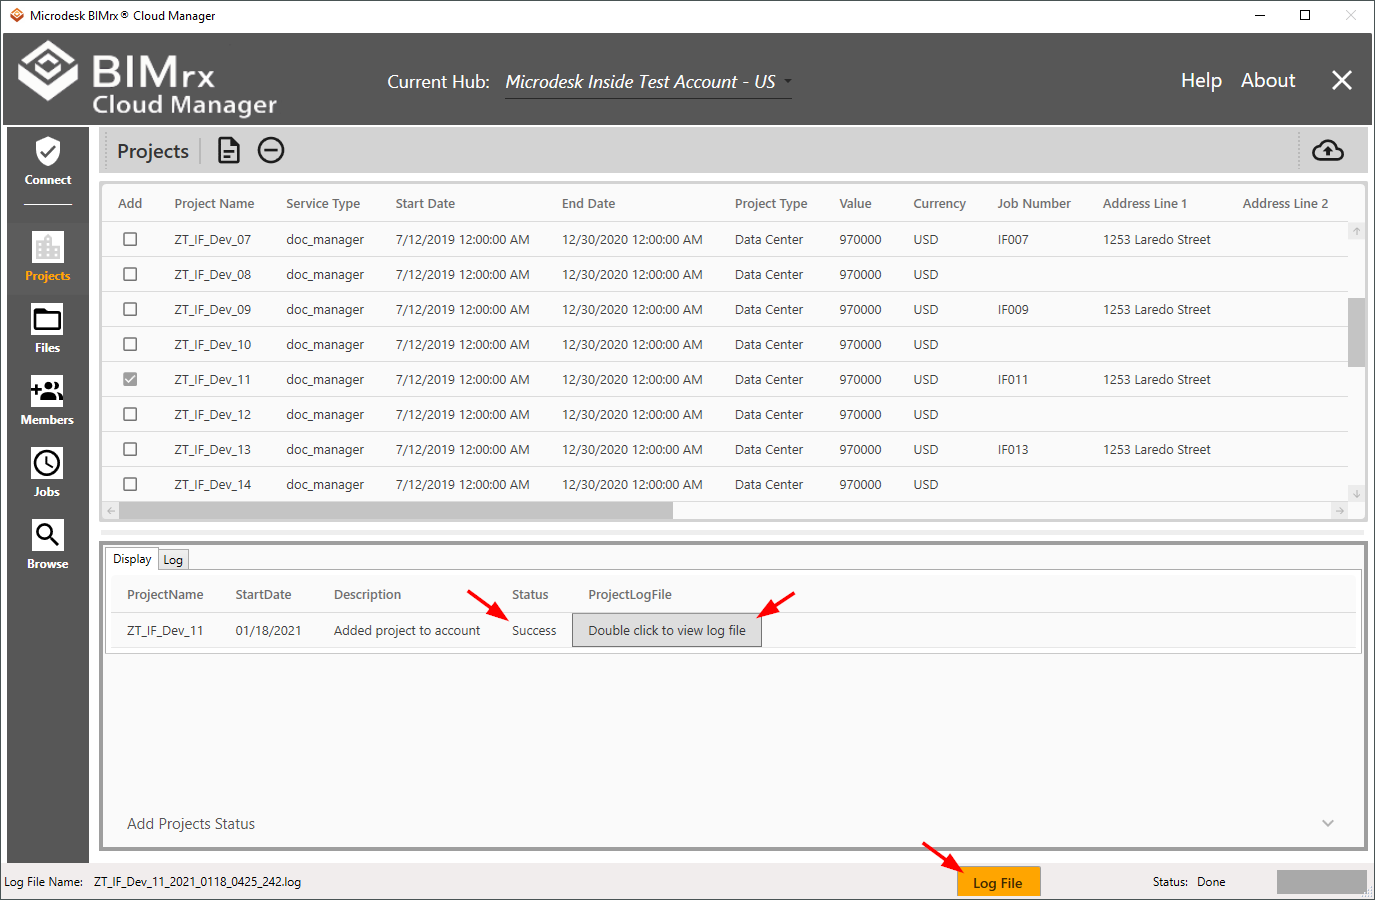 Microdesk BIMrx® Cloud Manager
BIMrx
Cloud Manager
Current Hub: Microdesk Inside Test Account - US
Help About
Connect
Projects
Files
Members
Jobs
Browse
Projects
Add Project Name Service Type Start Date End Date Project Type Value Currency Job Number Address Line 1 Address Line 2
ZT_IF_Dev_07 doc_manager 7/12/2019 12:00:00 AM 12/30/2020 12:00:00 AM Data Center 970000 USD IF007 1253 Laredo Street
ZT_IF_Dev_08 doc_manager 7/12/2019 12:00:00 AM 12/30/2020 12:00:00 AM Data Center 970000 USD
ZT_IF_Dev_09 doc_manager 7/12/2019 12:00:00 AM 12/30/2020 12:00:00 AM Data Center 970000 USD IF009 1253 Laredo Street
ZT_IF_Dev_10 doc_manager 7/12/2019 12:00:00 AM 12/30/2020 12:00:00 AM Data Center 970000 USD
ZT_IF_Dev_11 doc_manager 7/12/2019 12:00:00 AM 12/30/2020 12:00:00 AM Data Center 970000 USD IF011 1253 Laredo Street
ZT_IF_Dev_12 doc_manager 7/12/2019 12:00:00 AM 12/30/2020 12:00:00 AM Data Center 970000 USD
ZT_IF_Dev_13 doc_manager 7/12/2019 12:00:00 AM 12/30/2020 12:00:00 AM Data Center 970000 USD IF013 1253 Laredo Street
ZT_IF_Dev_14 doc_manager 7/12/2019 12:00:00 AM 12/30/2020 12:00:00 AM Data Center 970000 USD
Display Log
ProjectName StartDate Description Status ProjectLogFile
ZT_IF_Dev_11 01/18/2021 Added project to account Success Double click to view log file
Add Projects Status
Log File Name: ZT_IF_Dev_11_2021_0118_0425_242.log Log File Status: Done